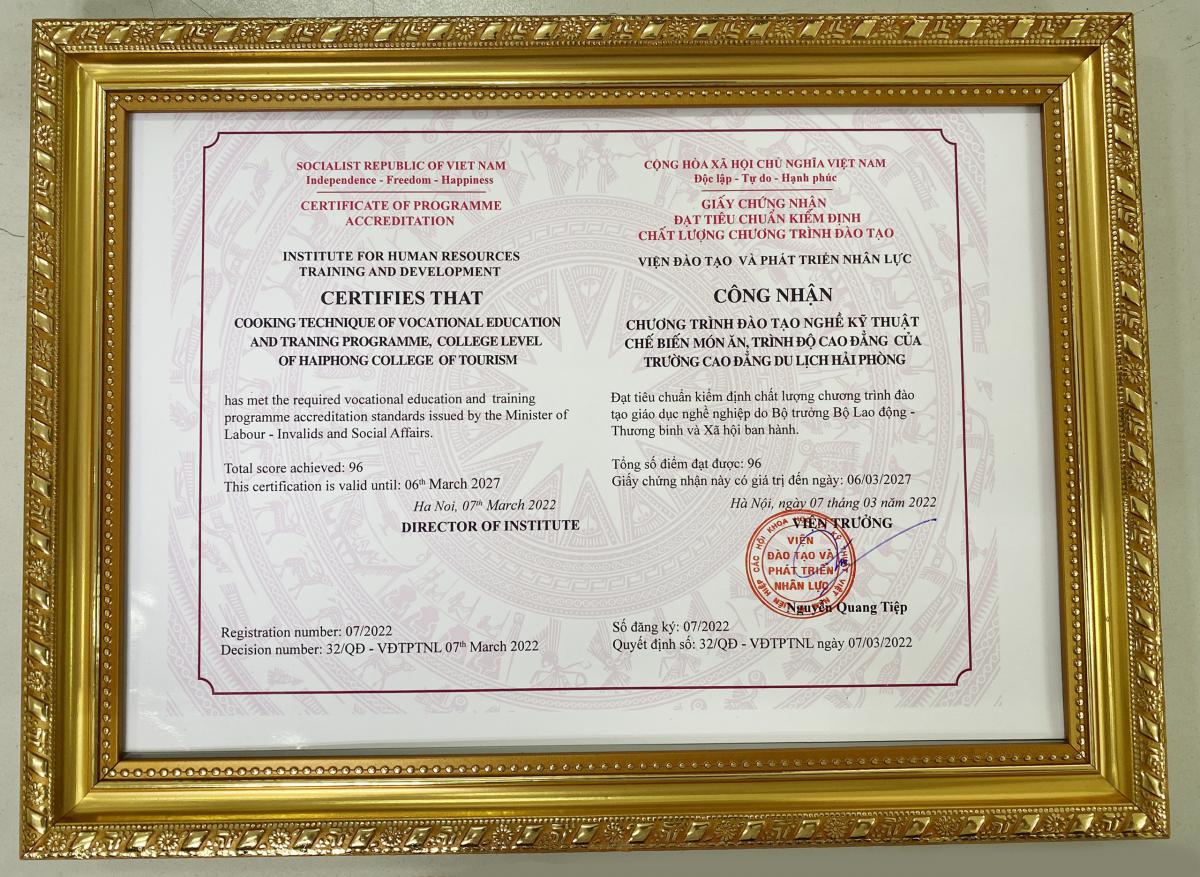 SOCIALIST REPUBLIC OF VIET NAM
Independence - Freedom - Happiness
CERTIFICATE OF PROGRAMME
ACCREDITATION
INSTITUTE FOR HUMAN RESOURCES
TRAINING AND DEVELOPMENT
CERTIFIES THAT
COOKING TECHNIQUE OF VOCATIONAL EDUCATION
AND TRANING PROGRAMME, COLLEGE LEVEL
OF HAIPHONG COLLEGE OF TOURISM
has met the required vocational education and training
programme accreditation standards issued by the Minister of
Labour - Invalids and Social Affairs.
Total score achieved: 96
This certification is valid until: 06th March 2027
Ha Noi, 07th March 2022
DIRECTOR OF INSTITUTE
Registration number: 07/2022
Decision number: 32/QĐ - VĐTPTNL 07th March 2022
CỘNG HÒA XÃ HỘI CHỦ NGHĨA VIỆT NAM
Độc lập - Tự do - Hạnh phúc
GIẤY CHỨNG NHẬN
ĐẠT TIÊU CHUẨN KIỂM ĐỊNH
CHẤT LƯỢNG CHƯƠNG TRÌNH ĐÀO TẠO
VIỆN ĐÀO TẠO VÀ PHÁT TRIỂN NHÂN LỰC
CÔNG NHẬN
CHƯƠNG TRÌNH ĐÀO TẠO NGHỀ KỸ THUẬT
CHẾ BIẾN MÓN ĂN, TRÌNH ĐỘ CAO ĐẲNG CỦA
TRƯỜNG CAO ĐẲNG DU LỊCH HẢI PHÒNG
Đạt tiêu chuẩn kiểm định chất lượng chương trình đào
tạo giáo dục nghề nghiệp do Bộ trưởng Bộ Lao động -
Thương binh và Xã hội ban hành.
Tổng số điểm đạt được: 96
Giấy chứng nhận này có giá trị đến ngày: 06/03/2027
Hà Nội, ngày 07 tháng 03 năm 2022
VIỆN TRƯỞNG
VIỆN
ĐÀO TẠO VÀ
PHÁT TRIỂN
NHÂN LỰC
Nguyễn Quang Tiệp
Số đăng ký: 07/2022
Quyết định số: 32/QĐ - VĐTPTNL ngày 07/03/2022